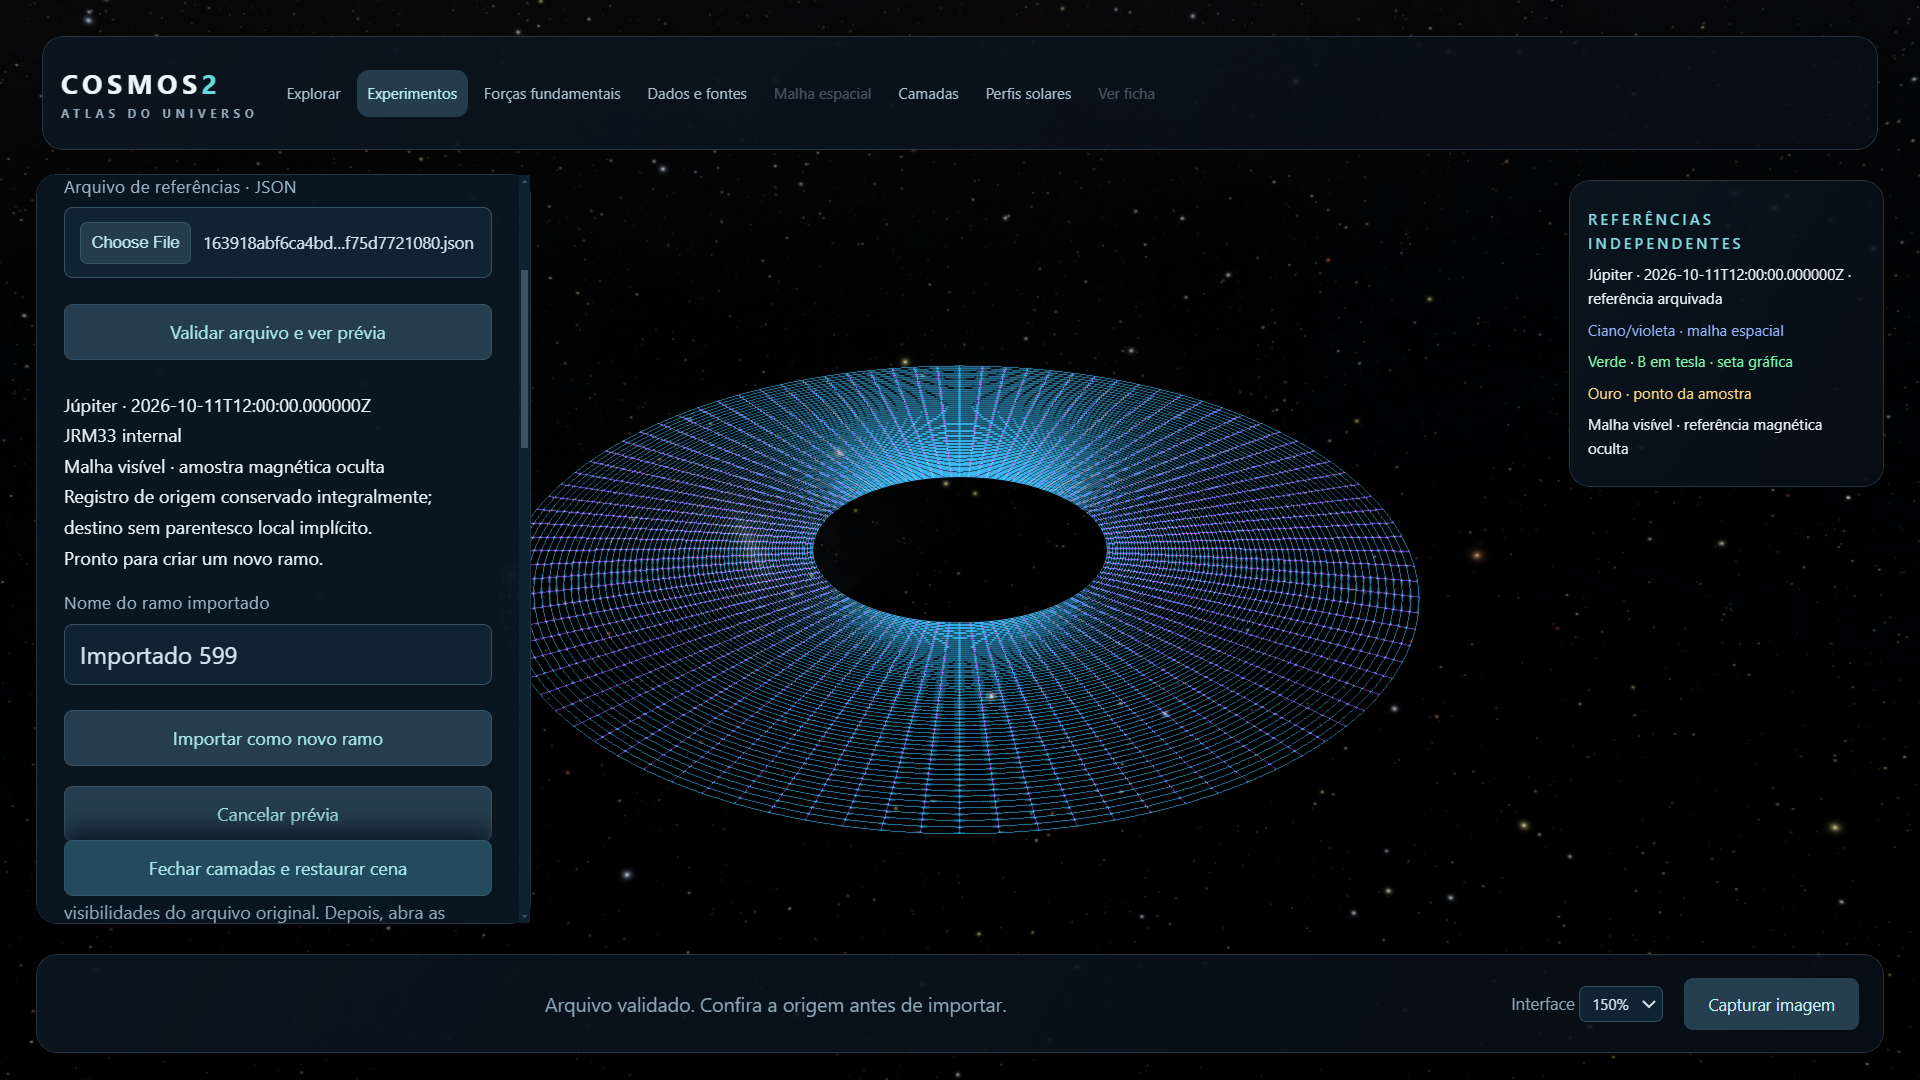 COSMOS2
ATLAS DO UNIVERSO
Explorar
Experimentos
Forças fundamentais
Dados e fontes
Malha espacial
Camadas
Perfis solares
Ver ficha
Arquivo de referências · JSON
Choose File
163918abf6ca4bd...f75d7721080.json
Validar arquivo e ver prévia
Júpiter · 2026-10-11T12:00:00.000000Z
JRM33 internal
Malha visível · amostra magnética oculta
Registro de origem conservado integralmente;
destino sem parentesco local implícito.
Pronto para criar um novo ramo.
Nome do ramo importado
Importado 599
Importar como novo ramo
Cancelar prévia
Fechar camadas e restaurar cena
visibilidades do arquivo original. Depois, abra as
REFERÊNCIAS
INDEPENDENTES
Júpiter · 2026-10-11T12:00:00.000000Z ·
referência arquivada
Ciano/violeta · malha espacial
Verde · B em tesla · seta gráfica
Ouro · ponto da amostra
Malha visível · referência magnética
oculta
Arquivo validado. Confira a origem antes de importar.
Interface
150%
Capturar imagem